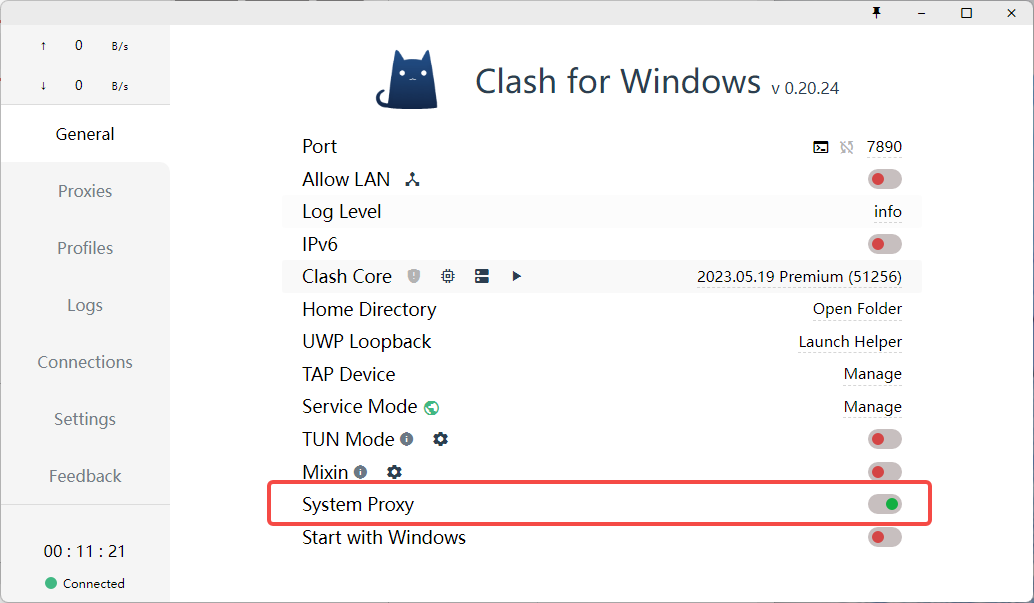 ↑ 0 B/s
↓ 0 B/s
General
Proxies
Profiles
Logs
Connections
Settings
Feedback
00 : 11 : 21
Connected
Clash for Windows v 0.20.24
Port 7890
Allow LAN
Log Level info
IPv6
Clash Core 2023.05.19 Premium (51256)
Home Directory Open Folder
UWP Loopback Launch Helper
TAP Device Manage
Service Mode Manage
TUN Mode
Mixin
System Proxy
Start with Windows